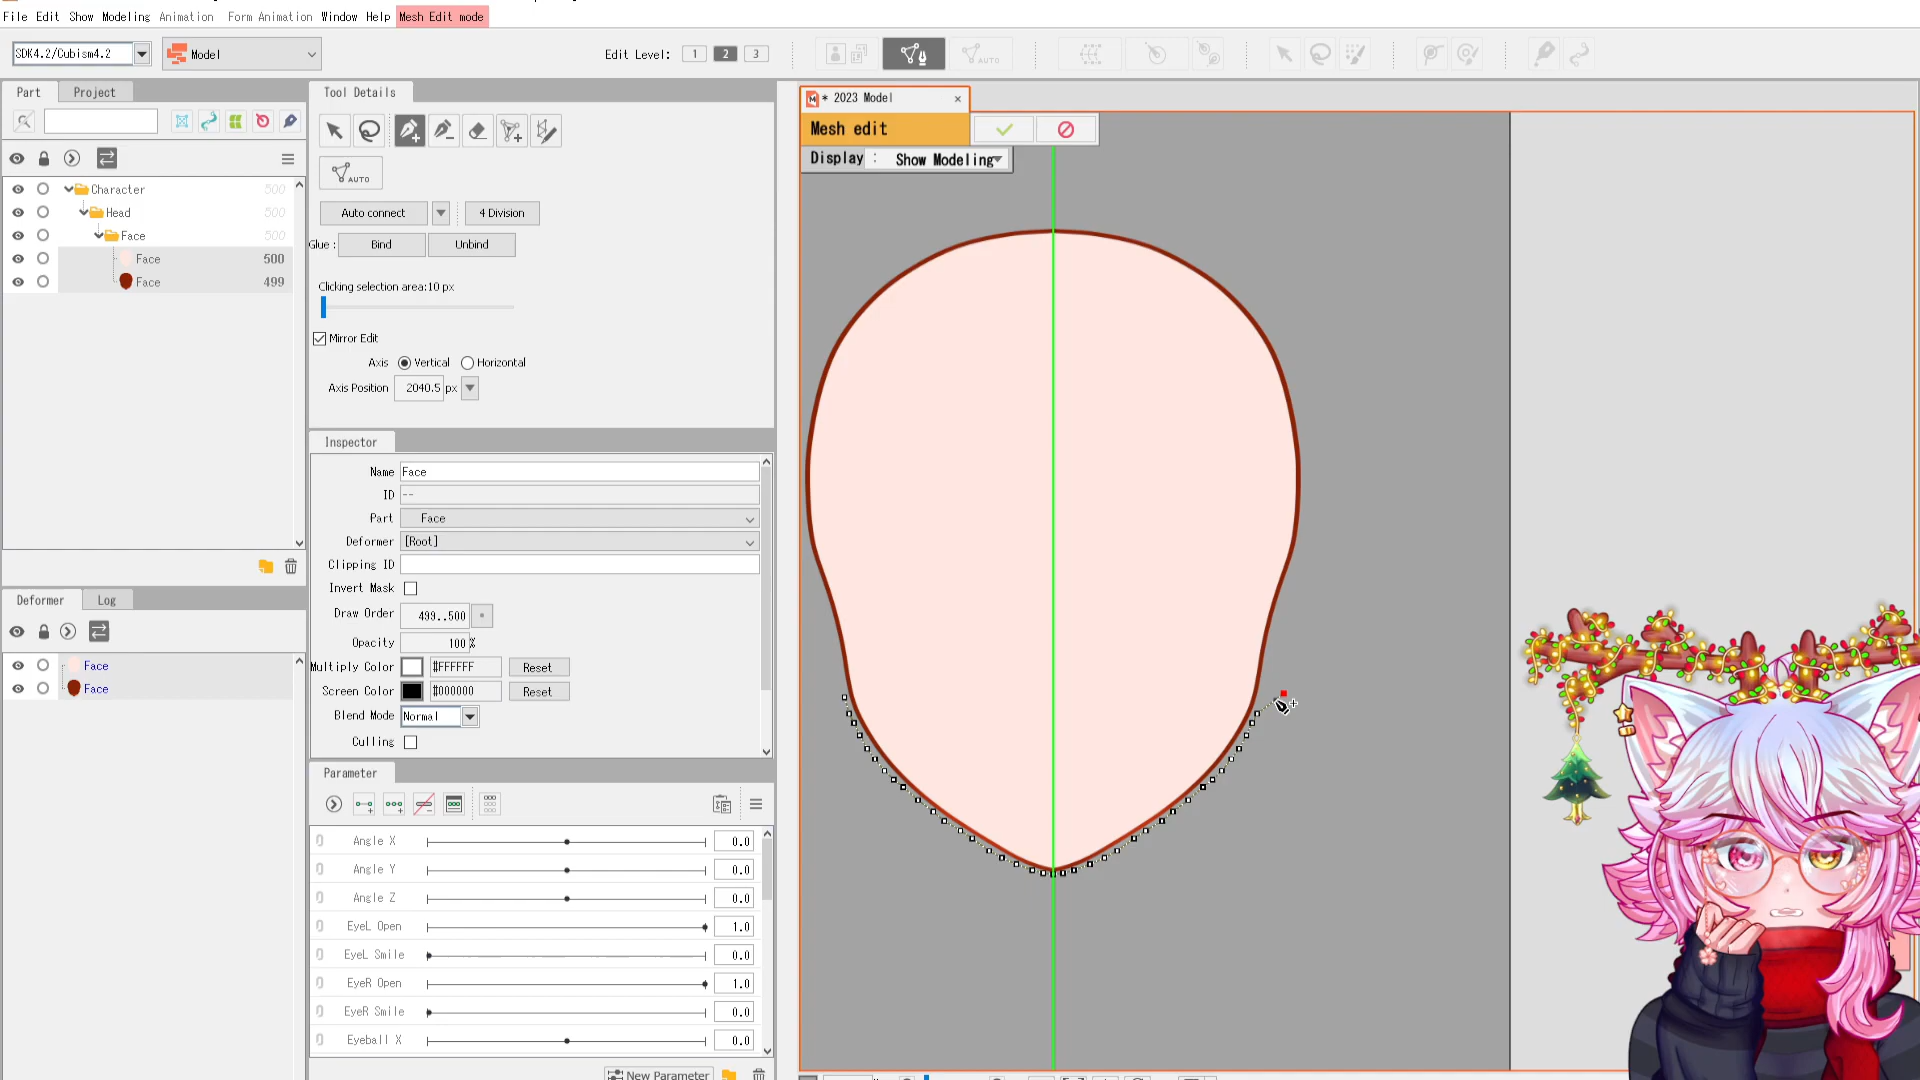 File Edit Show Modeling Animation Form Animation Window Help Mesh Edit mode
SDK4.2/Cubism4.2
Model
Edit Level: 1 2 3
AUTO
Part Project
Tool Details
* 2023 Model
Mesh edit
Display : Show Modeling
AUTO
Character 500
Head 500
Face 500
Face 500
Face 499
Auto connect 4 Division
Glue : Bind Unbind
Clicking selection area:10 px
Mirror Edit
Axis Vertical Horizontal
Axis Position 2040.5 px
Inspector
Name Face
ID --
Part Face
Deformer [Root]
Clipping ID
Invert Mask
Draw Order 499..500
Opacity 100 %
Multiply Color #FFFFFF Reset
Screen Color #000000 Reset
Blend Mode Normal
Culling
Deformer Log
Face
Face
Parameter
Angle X 0.0
Angle Y 0.0
Angle Z 0.0
EyeL Open 1.0
EyeL Smile 0.0
EyeR Open 1.0
EyeR Smile 0.0
Eyeball X 0.0
New Parameter